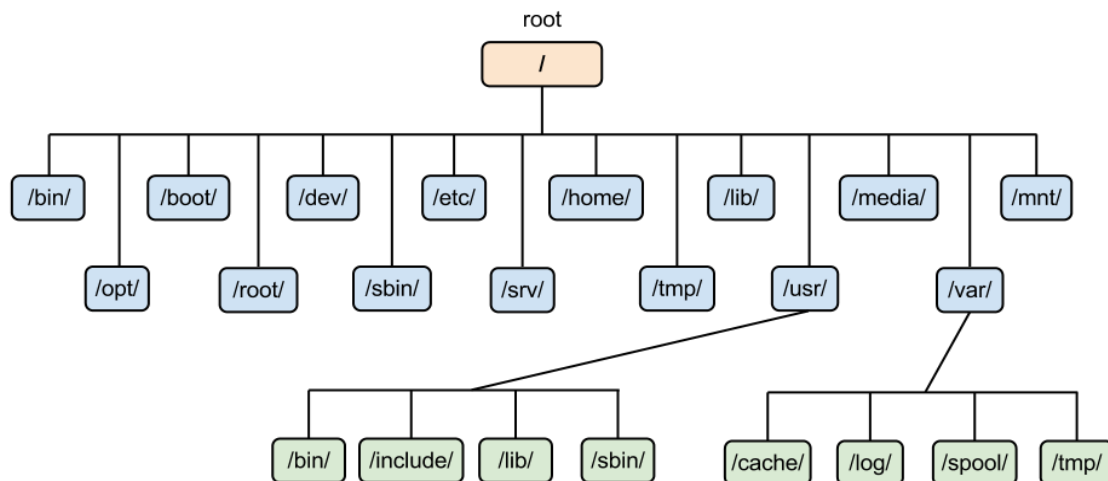 root
/
/bin/ /boot/ /dev/ /etc/ /home/ /lib/ /media/ /mnt/
/opt/ /root/ /sbin/ /srv/ /tmp/ /usr/ /var/
/bin/ /include/ /lib/ /sbin/ /cache/ /log/ /spool/ /tmp/